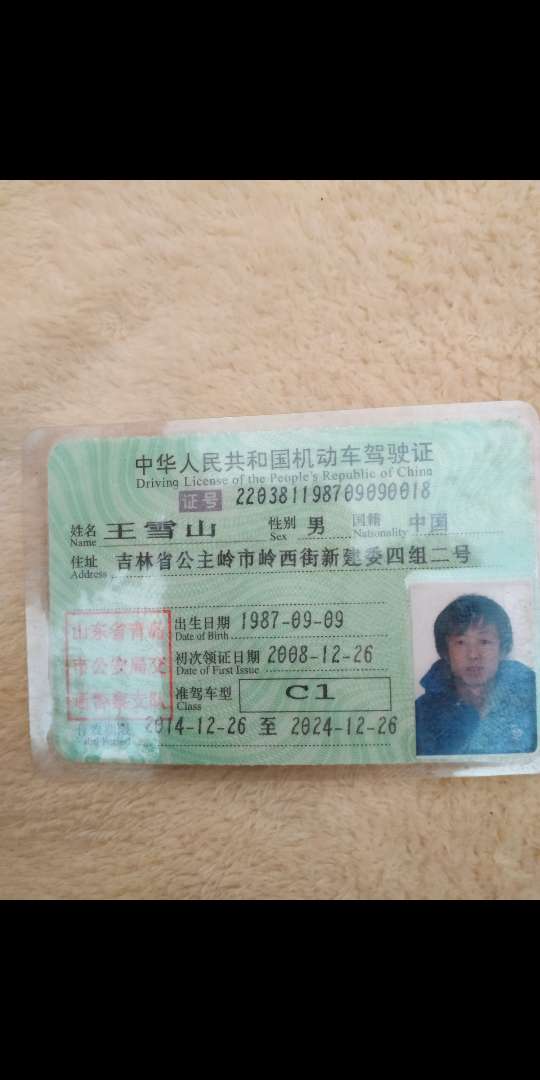 中华人民共和国机动车驾驶证
Driving License of the People's Republic of China
证号 220381198709090018
姓名 王雪山 性别 男 国籍 中国
Name Sex Nationality
住址 吉林省公主岭市岭西街新建委四组二号
Address
出生日期 1987-09-09
Date of Birth
初次领证日期 2008-12-26
Date of First Issue
准驾车型 C1
Class
山东省青岛
市公安局交
通警察支队
2014-12-26 至 2024-12-26